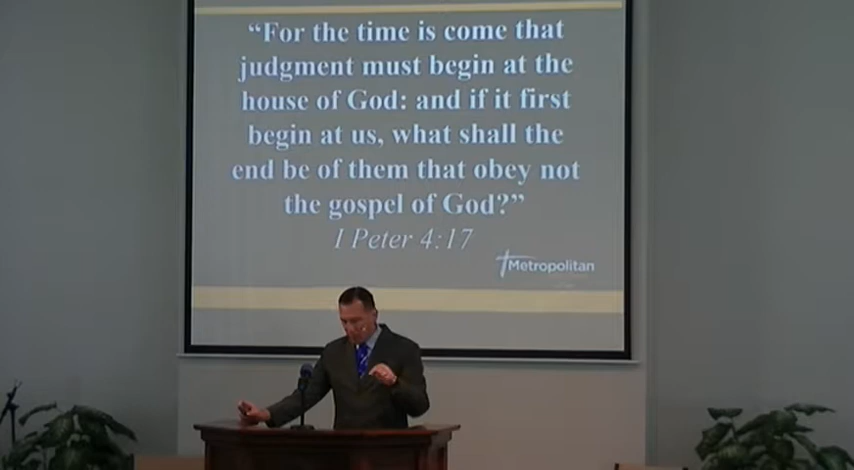 “For the time is come that
judgment must begin at the
house of God: and if it first
begin at us, what shall the
end be of them that obey not
the gospel of God?”
I Peter 4:17
Metropolitan